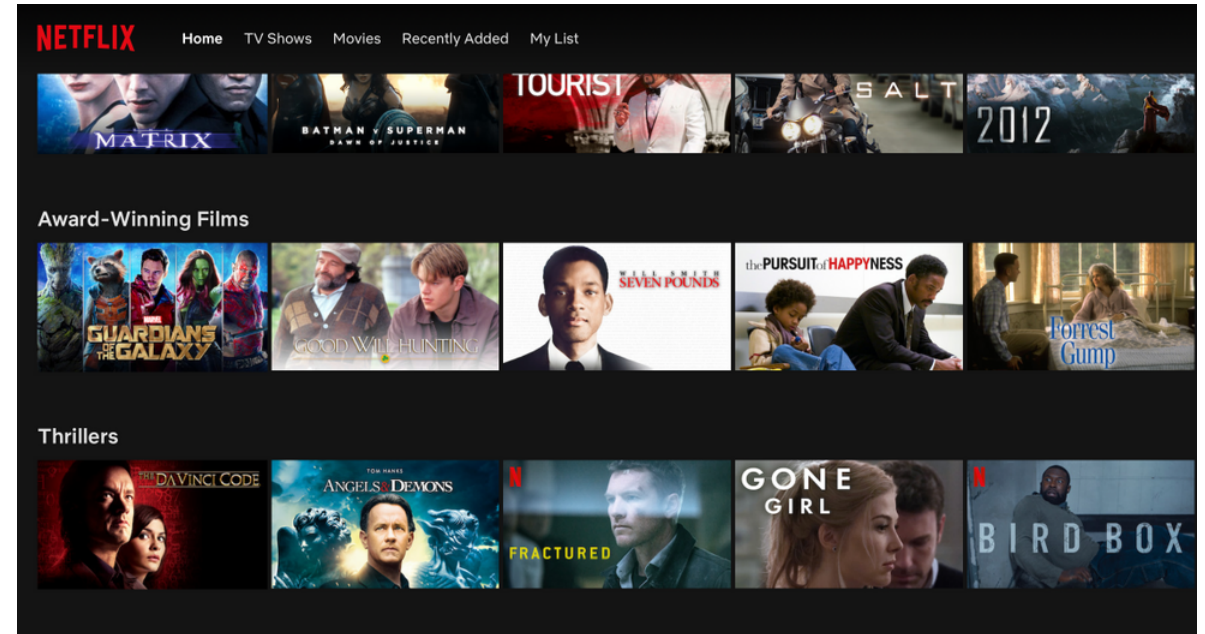 NETFLIX Home TV Shows Movies Recently Added My List
MATRIX
BATMAN v SUPERMAN
DAWN OF JUSTICE
TOURIST
SALT
2012
Award-Winning Films
MARVEL
GUARDIANS
OF THE GALAXY
GOOD WILL HUNTING
WILL SMITH
SEVEN POUNDS
the PURSUIT of HAPPYNESS
Forrest
Gump
Thrillers
THE DAVINCI CODE
TOM HANKS
ANGELS & DEMONS
N
FRACTURED
GONE
GIRL
N
BIRD BOX